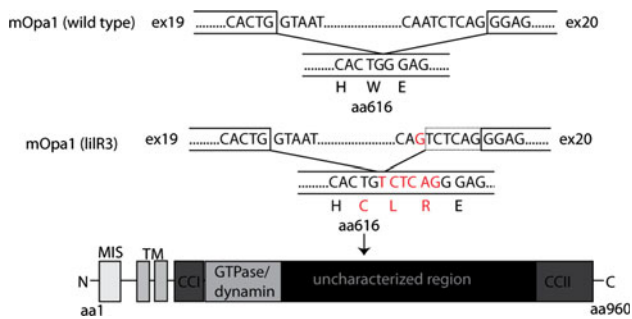 mOpa1 (wild type) ex19 .........CACTG GTAAT......................CAATCTCAG GGAG......... ex20
.........CAC TGG GAG......
H W E
aa616
mOpa1 (lilR3) ex19 .........CACTG GTAAT......................CAGTCTCAG GGAG......... ex20
.........CAC TGT CTC AGG GAG......
H C L R E
aa616
MIS TM
N CCI GTPase/ dynamin uncharacterized region CCII C
aa1 aa960